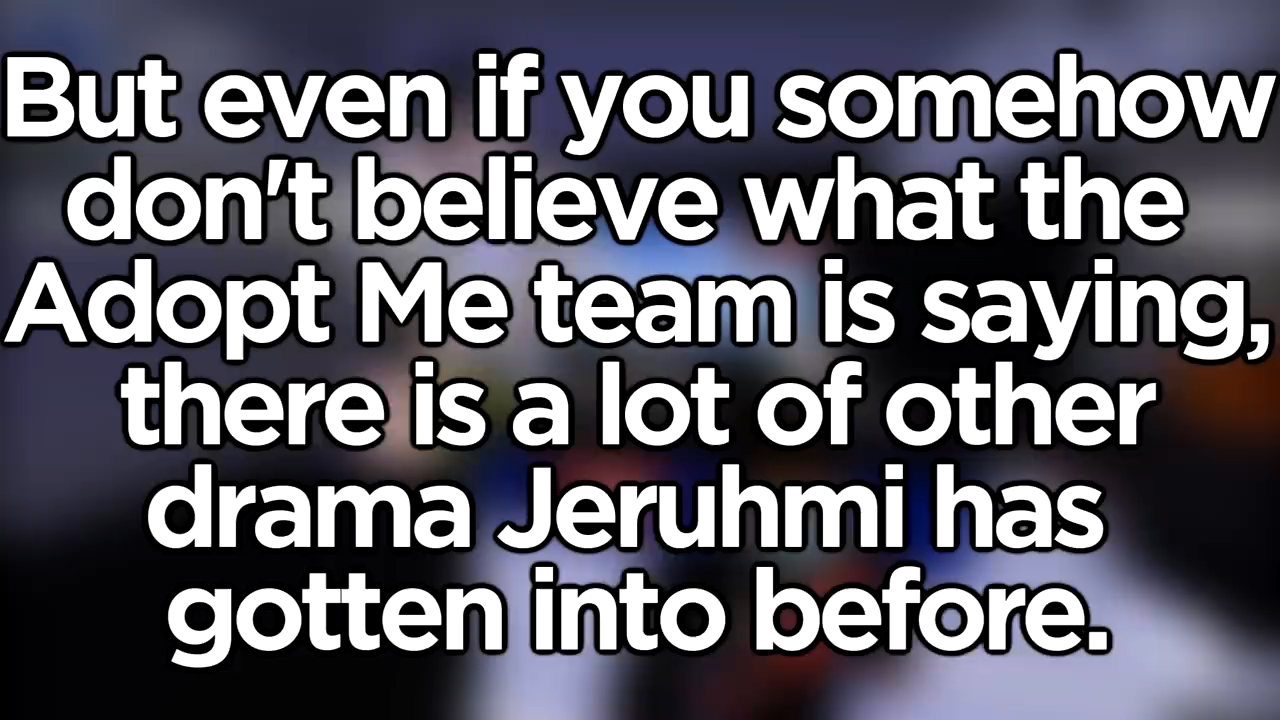 But even if you somehow
don't believe what the
Adopt Me team is saying,
there is a lot of other
drama Jeruhmi has
gotten into before.